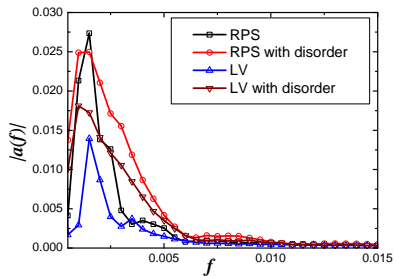 0.030
0.025
0.020
0.015
0.010
0.005
0.000
|a(f)|
RPS
RPS with disorder
LV
LV with disorder
0.005 0.010 0.015
f